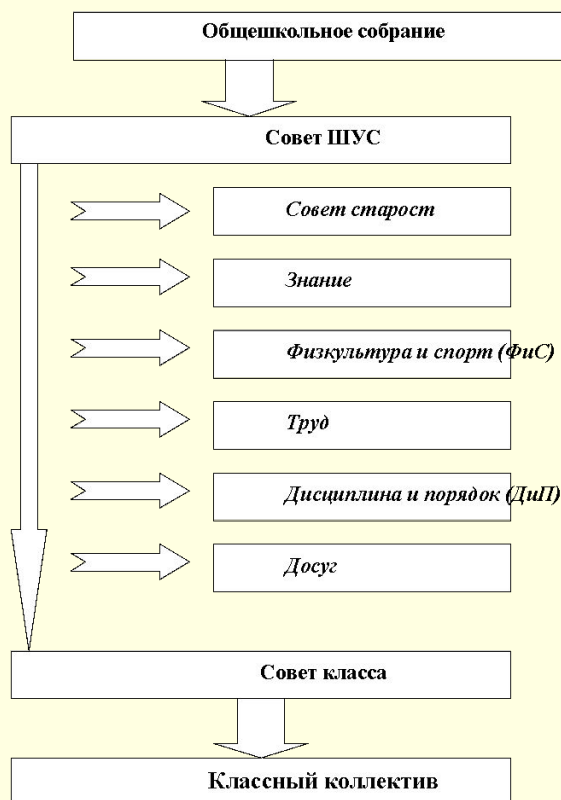 Общешкольное собрание
Совет ШУС
Совет старост
Знание
Физкультура и спорт (ФиС)
Труд
Дисциплина и порядок (ДиП)
Досуг
Совет класса
Классный коллектив